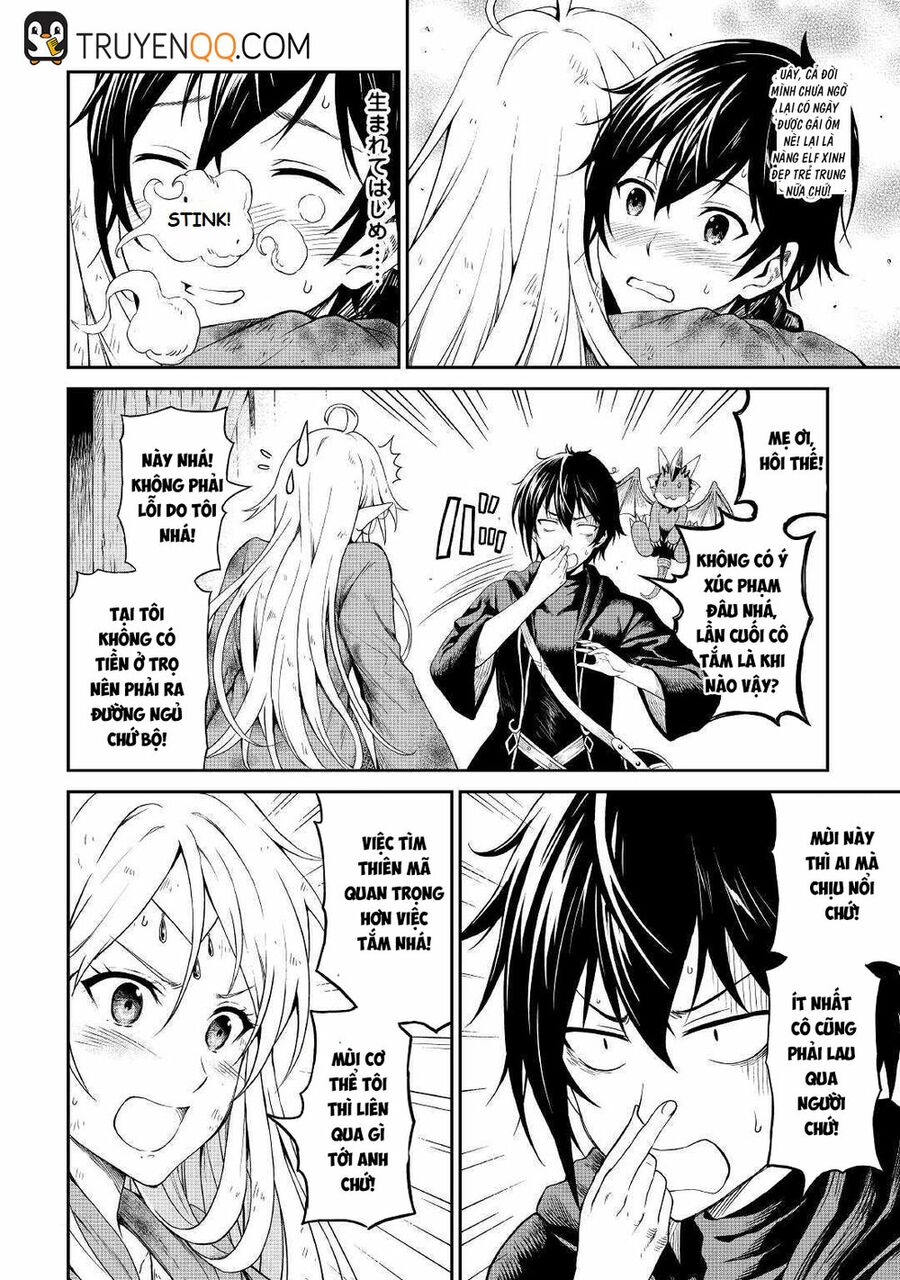 TRUYENQQ.COM
UẦY, CẢ ĐỜI
MÌNH CHƯA NGỜ
LẠI CÓ NGÀY
ĐƯỢC GÁI ÔM
NÈ! LẠI LÀ
NÀNG ELF XINH
ĐẸP TRẺ TRUNG
NỮA CHỨ!
生まれてはじめ……
STINK!
MẸ ƠI,
HÔI THẾ!
KHÔNG CÓ Ý
XÚC PHẠM
ĐÂU NHÁ,
LẦN CUỐI CÔ
TẮM LÀ KHI
NÀO VẬY?
バババ
NÀY NHÁ!
KHÔNG PHẢI
LỖI DO TÔI
NHÁ!
TẠI TÔI
KHÔNG CÓ
TIỀN Ở TRỌ
NÊN PHẢI RA
ĐƯỜNG NGỦ
CHỨ BỘ!
MÙI NÀY
THÌ AI MÀ
CHỊU NỔI
CHỨ!
ÍT NHẤT
CÔ CŨNG
PHẢI LAU
QUA
NGƯỜI
CHỨ!
VIỆC TÌM
THIÊN MÃ
QUAN TRỌNG
HƠN VIỆC
TẮM NHÁ!
MÙI CƠ
THỂ TÔI
THÌ LIÊN
QUA GÌ
TỚI ANH
CHỨ!